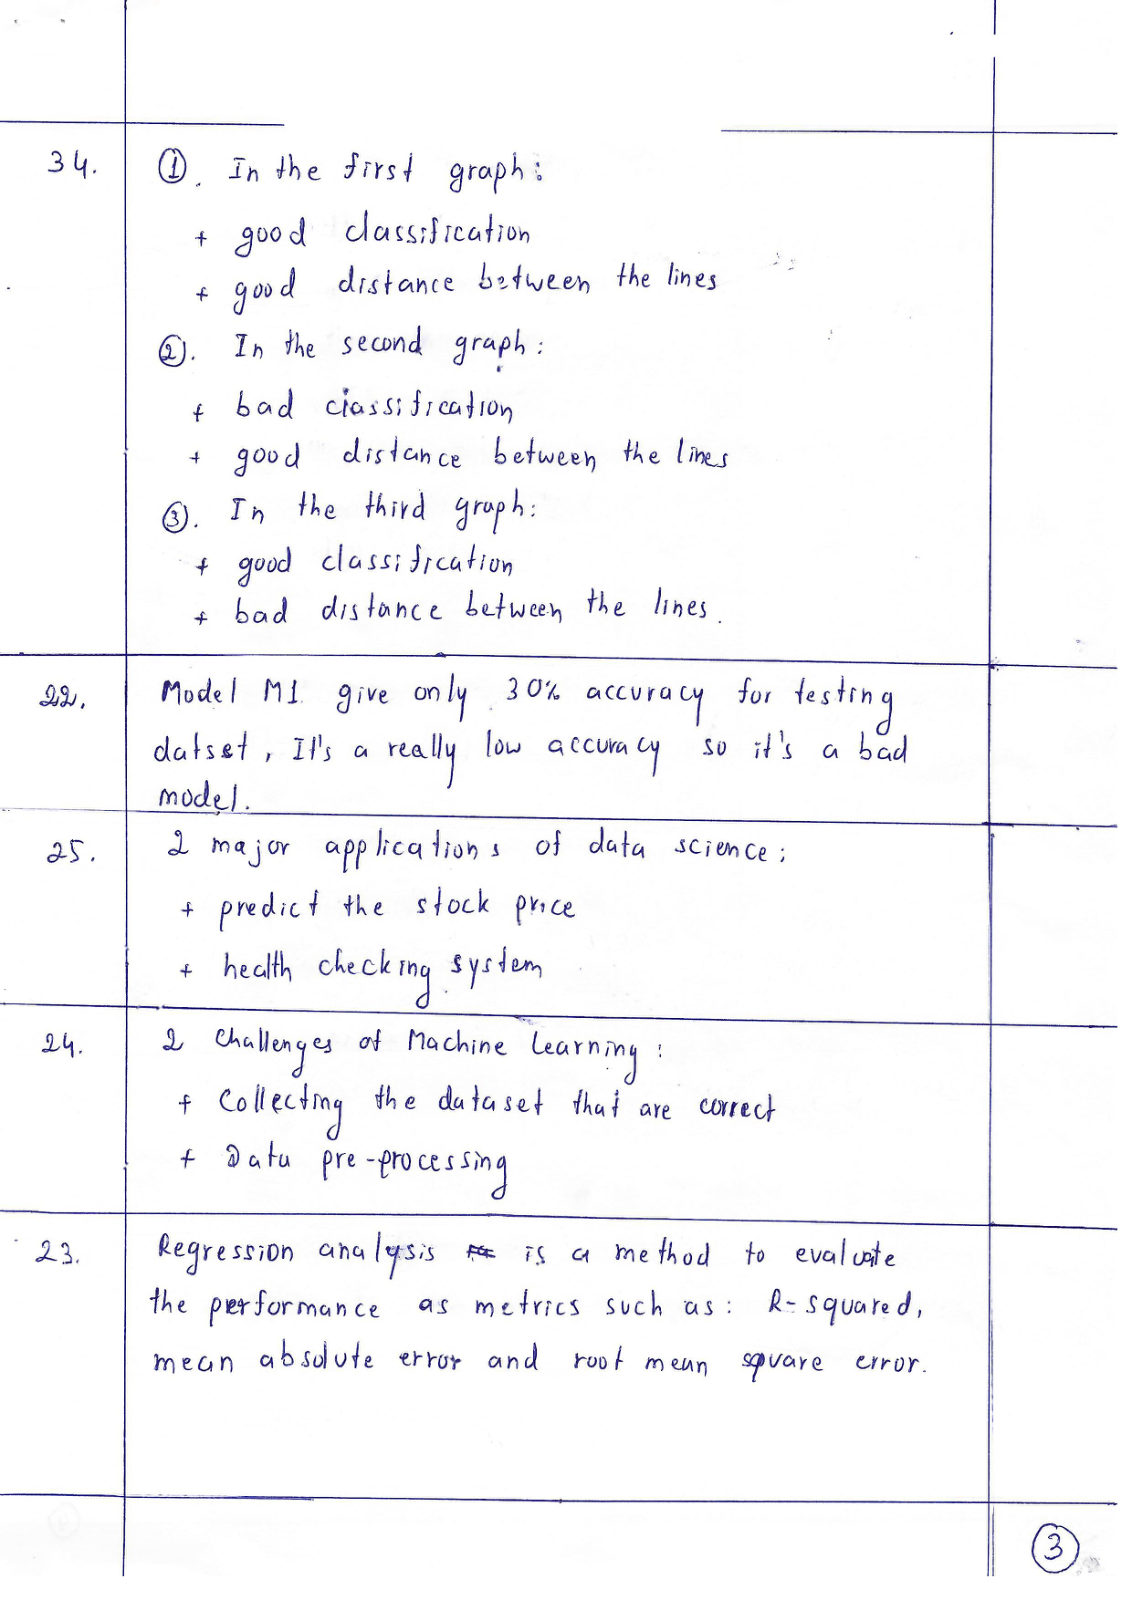 34. ①. In the first graph:
+ good classification
+ good distance between the lines
②. In the second graph:
+ bad classification
+ good distance between the lines
③. In the third graph:
+ good classification
+ bad distance between the lines.
22. Model M1 give only 30% accuracy for testing
datset, It's a really low accuracy so it's a bad
model.
25. 2 major applications of data science:
+ predict the stock price
+ health checking system
24. 2 Challenges of Machine Learning:
+ Collecting the dataset that are correct
+ Data pre-processing
23. Regression analysis is a method to evaluate
the performance as metrics such as: R-squared,
mean absolute error and root mean square error.
③